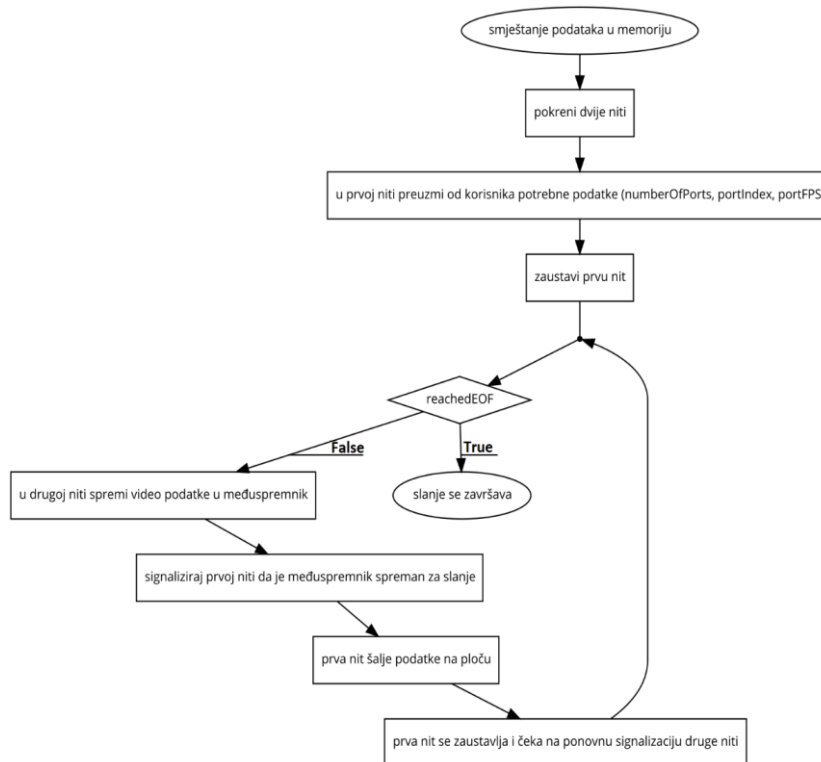 smještanje podataka u memoriju
pokreni dvije niti
u prvoj niti preuzmi od korisnika potrebne podatke (numberOfPorts, portIndex, portFPS
zaustavi prvu nit
reachedEOF
False
True
u drugoj niti spremi video podatke u međuspremnik
slanje se završava
signaliziraj prvoj niti da je međuspremnik spreman za slanje
prva nit šalje podatke na ploču
prva nit se zaustavlja i čeka na ponovnu signalizaciju druge niti